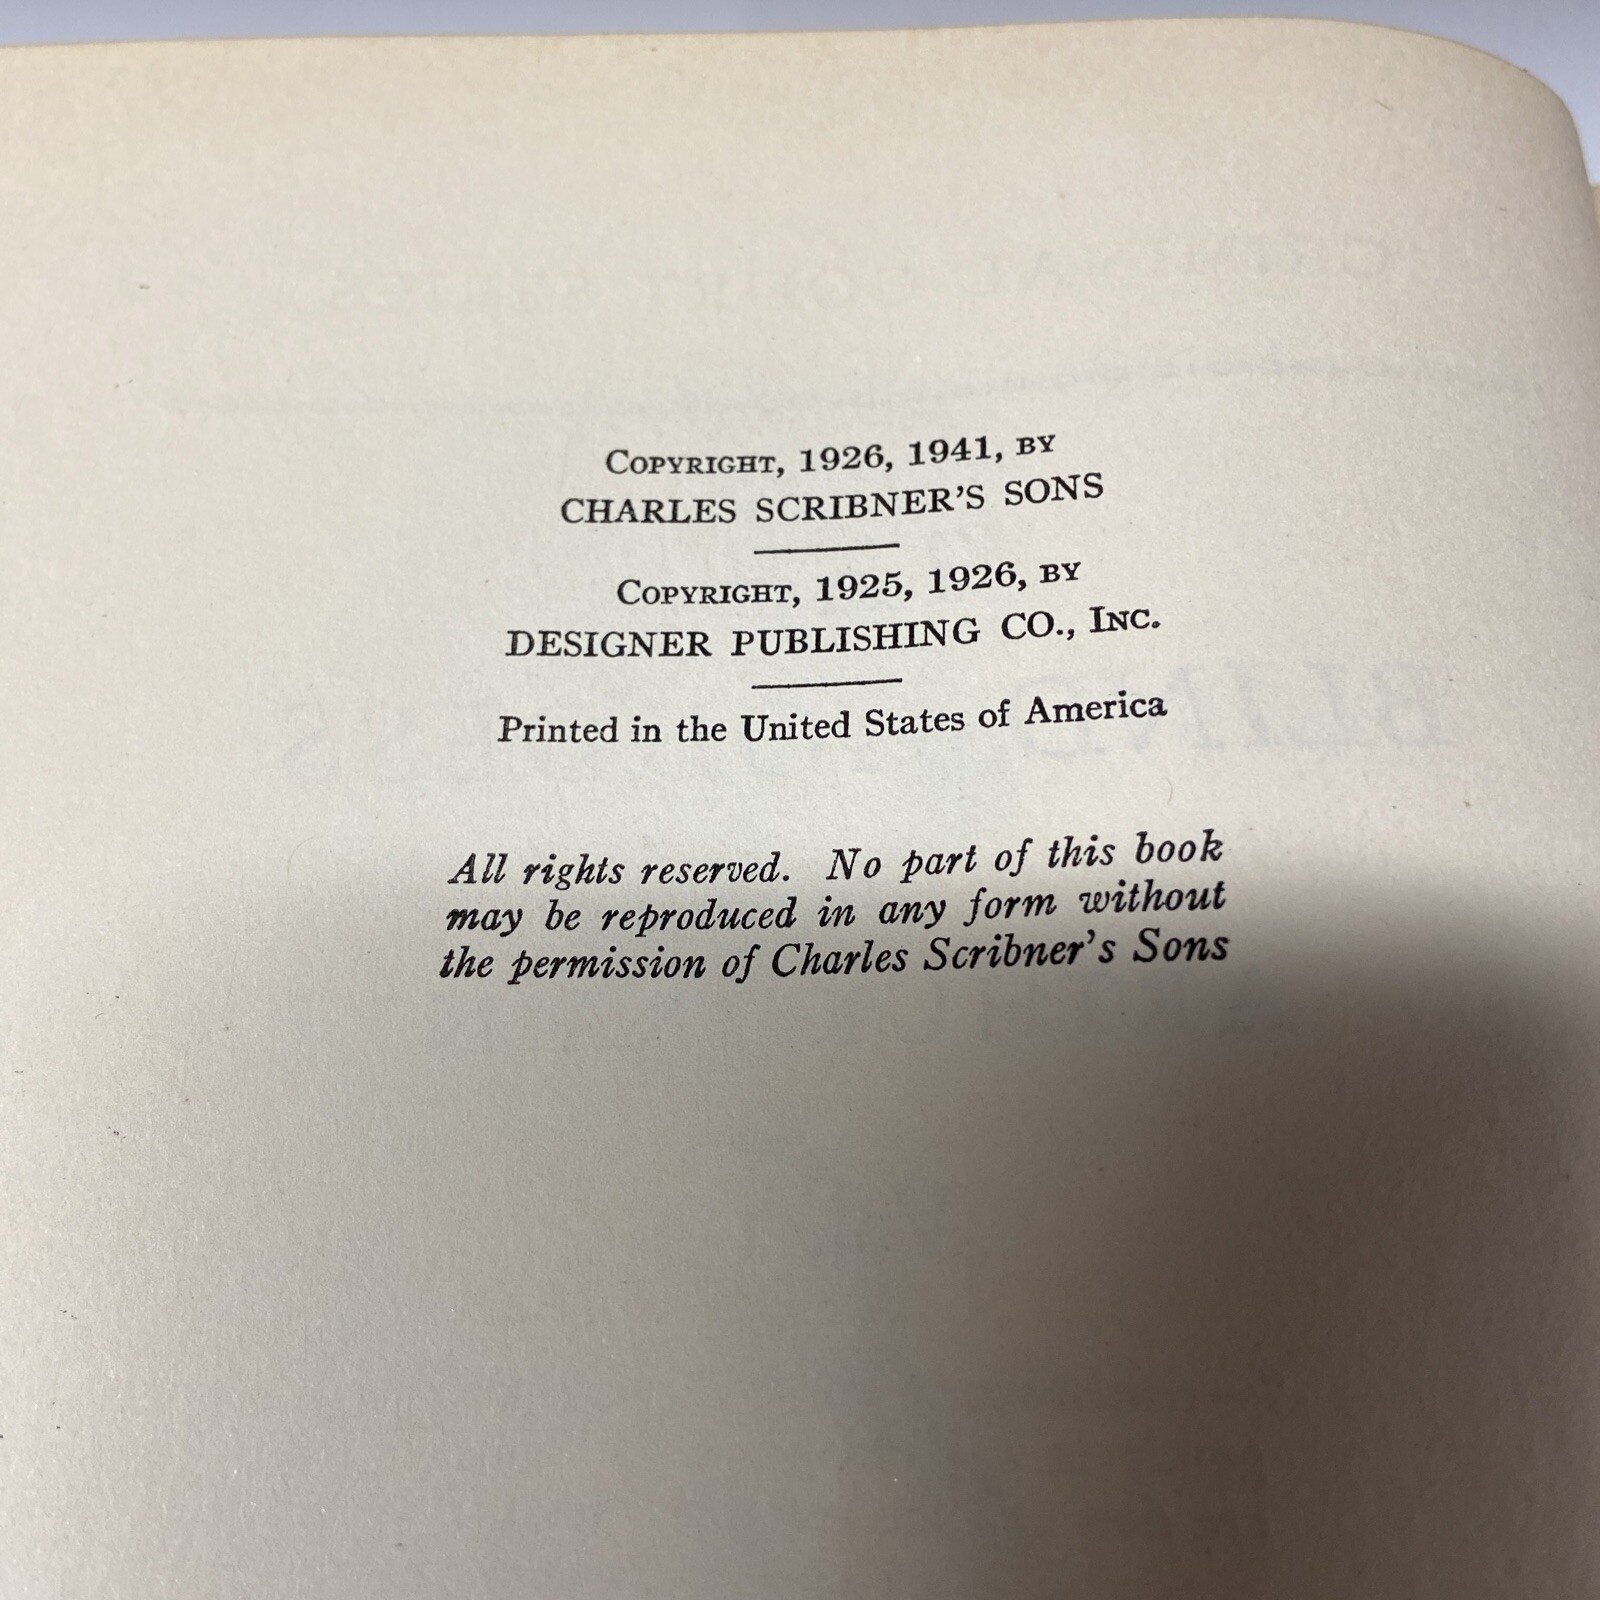 COPYRIGHT, 1926, 1941, BY
CHARLES SCRIBNER'S SONS
COPYRIGHT, 1925, 1926, BY
DESIGNER PUBLISHING CO., INC.
Printed in the United States of America
All rights reserved. No part of this book
may be reproduced in any form without
the permission of Charles Scribner's Sons